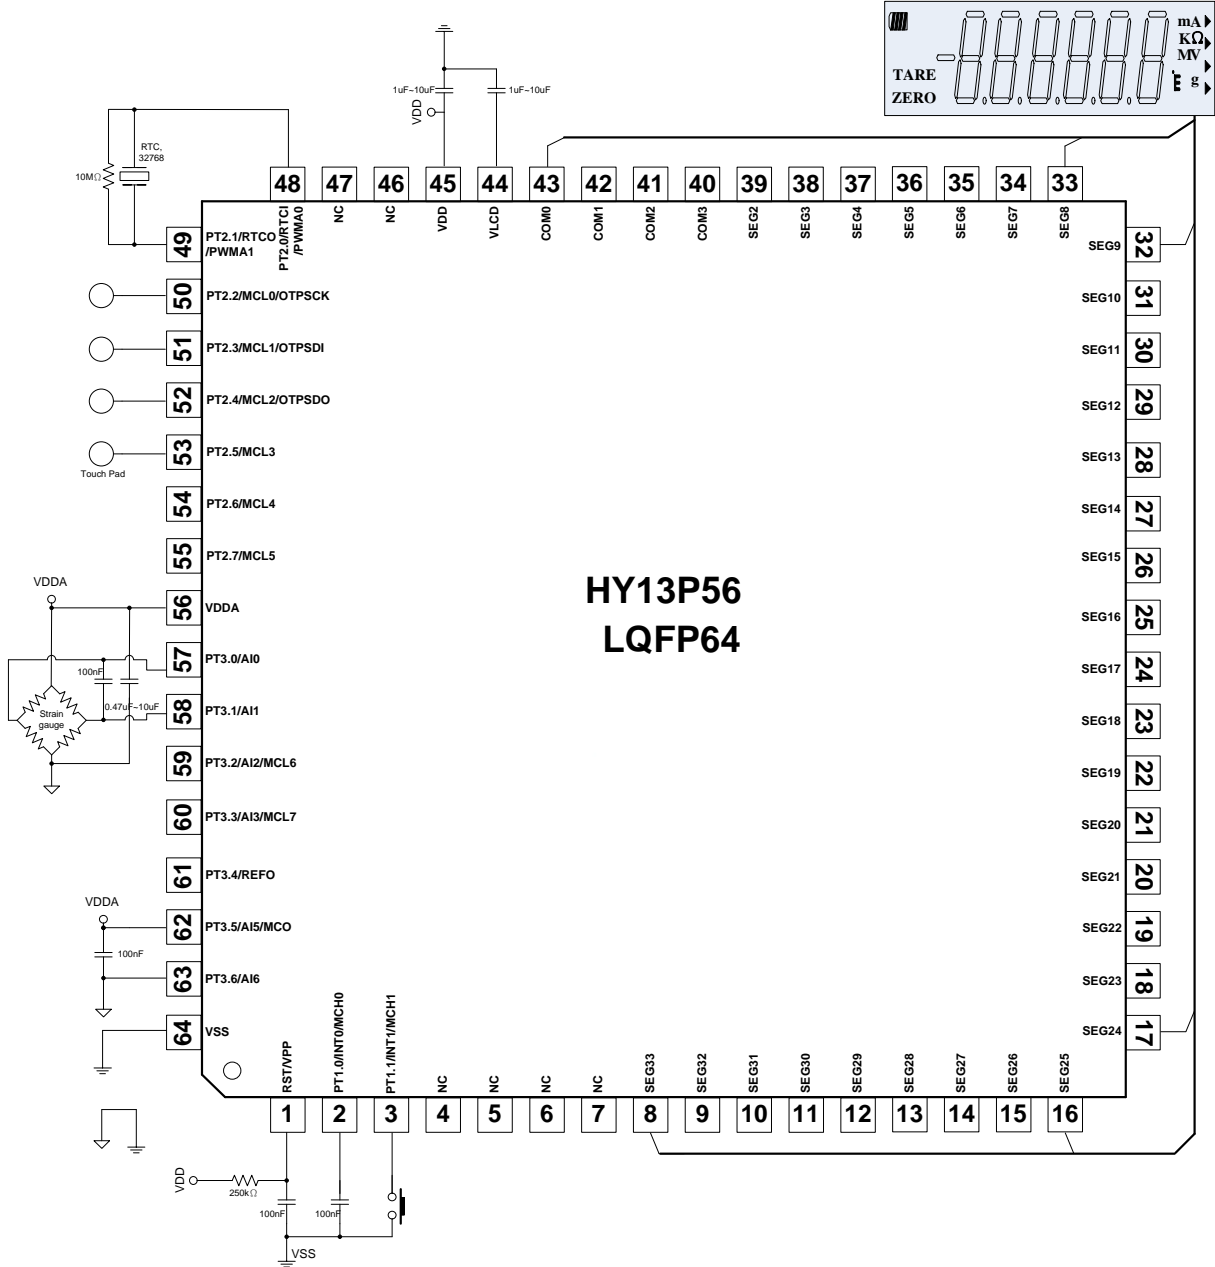 mA
KΩ
MV
TARE
m
g
ZERO
1uF~10uF
1uF~10uF
VDD
RTC,
32768
10MΩ
48
47
46
45
44
43
42
41
40
39
38
37
36
35
34
33
PT2.0/RTCI
/PWMA0
NC
NC
VDD
VLCD
COM0
COM1
COM2
COM3
SEG2
SEG3
SEG4
SEG5
SEG6
SEG7
SEG8
49
PT2.1/RTCO
/PWMA1
50
PT2.2/MCL0/OTPSCK
51
PT2.3/MCL1/OTPSDI
52
PT2.4/MCL2/OTPSDO
53
PT2.5/MCL3
Touch Pad
54
PT2.6/MCL4
55
PT2.7/MCL5
VDDA
56
VDDA
57
PT3.0/AI0
100nF
0.47uF~10uF
Strain
gauge
58
PT3.1/AI1
59
PT3.2/AI2/MCL6
60
PT3.3/AI3/MCL7
61
PT3.4/REFO
VDDA
62
PT3.5/AI5/MCO
100nF
63
PT3.6/AI6
64
VSS
HY13P56
LQFP64
SEG9
32
SEG10
31
SEG11
30
SEG12
29
SEG13
28
SEG14
27
SEG15
26
SEG16
25
SEG17
24
SEG18
23
SEG19
22
SEG20
21
SEG21
20
SEG22
19
SEG23
18
SEG24
17
RST/VPP
PT1.0/INT0/MCH0
PT1.1/INT1/MCH1
NC
NC
NC
NC
SEG33
SEG32
SEG31
SEG30
SEG29
SEG28
SEG27
SEG26
SEG25
1
2
3
4
5
6
7
8
9
10
11
12
13
14
15
16
VDD
250kΩ
100nF
100nF
VSS